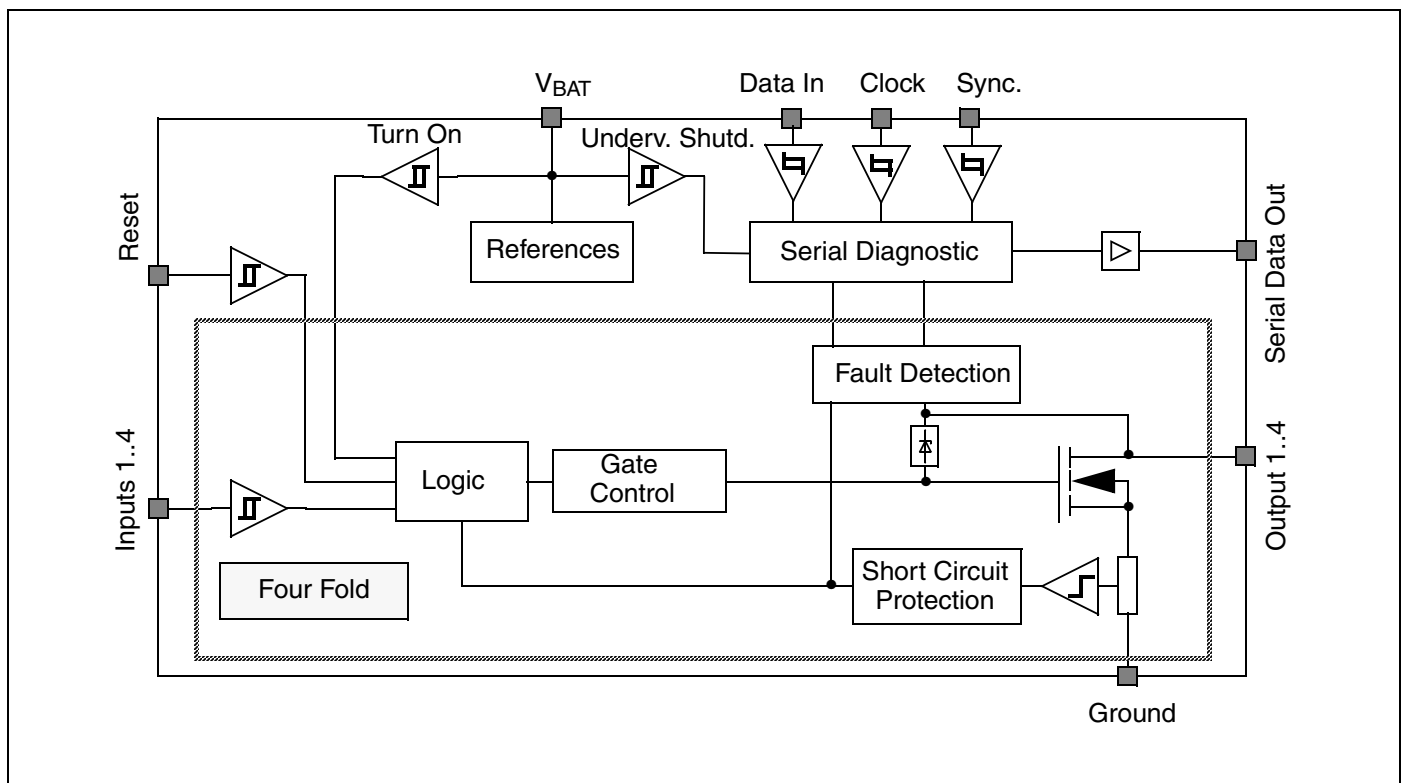 V_BAT
Data In
Clock
Sync.
Turn On
Underv. Shutd.
Reset
References
Serial Diagnostic
Serial Data Out
Fault Detection
Inputs 1..4
Logic
Gate
Control
Output 1..4
Four Fold
Short Circuit
Protection
Ground